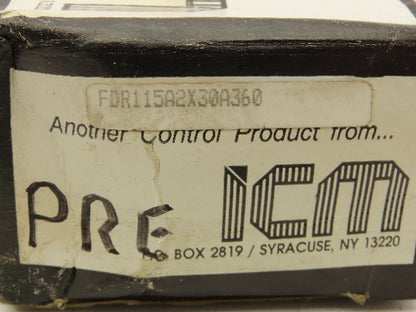 FDR115A2X30A360
Another Control Product from...
PRE ICM
P.O. BOX 2819 / SYRACUSE, NY 13220